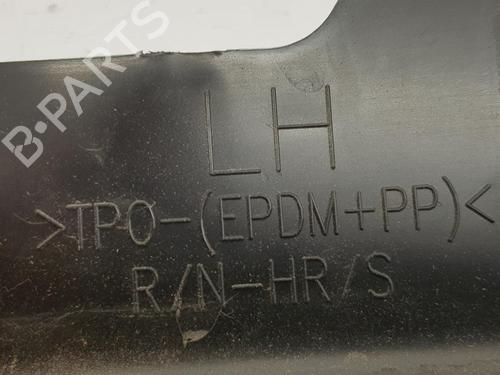 B-PARTS
LH
>TPO-(EPDM+PP)<
R/N-HR/S